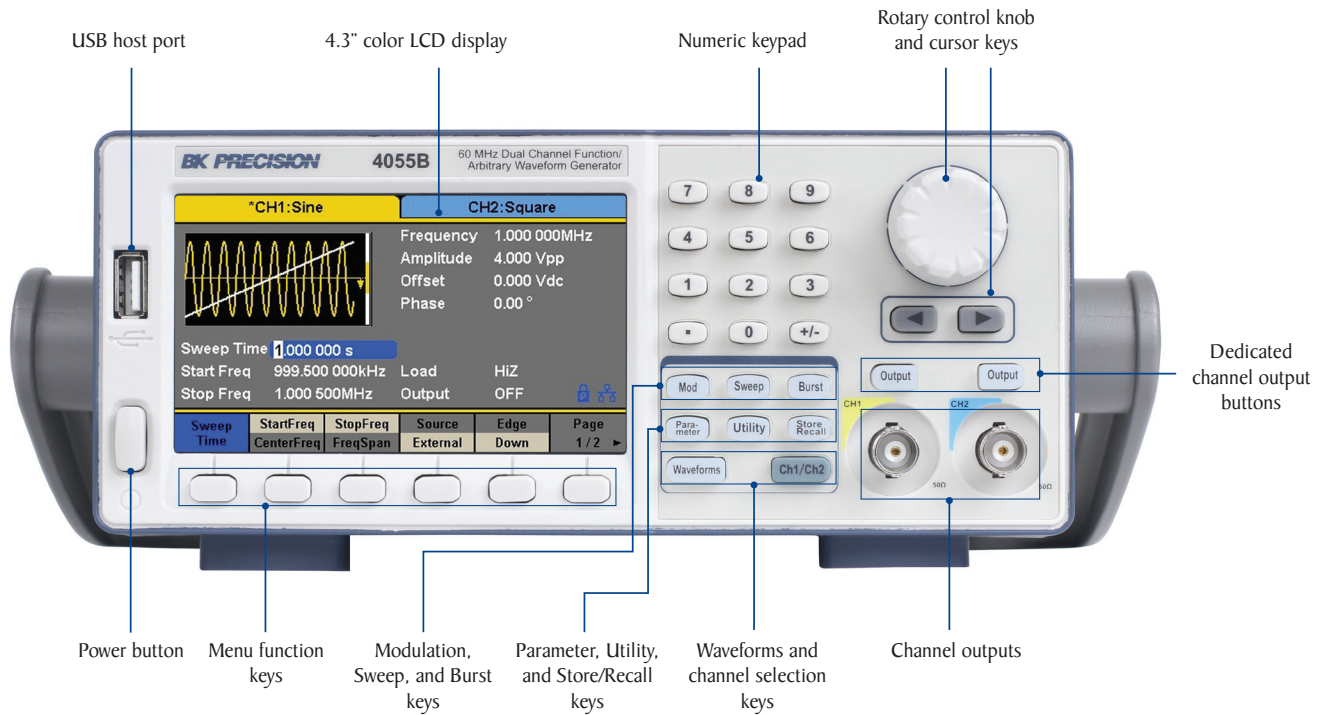 USB host port
4.3" color LCD display
Numeric keypad
Rotary control knob
and cursor keys
BK PRECISION
4055B
60 MHz Dual Channel Function/
Arbitrary Waveform Generator
*CH1:Sine
CH2:Square
Frequency 1.000 000MHz
Amplitude 4.000 Vpp
Offset 0.000 Vdc
Phase 0.00 °
Sweep Time 1.000 000 s
Start Freq 999.500 000kHz Load HiZ
Stop Freq 1.000 500MHz Output OFF
Sweep
Time
StartFreq
CenterFreq
StopFreq
FreqSpan
Source
External
Edge
Down
Page
1/2 ►
7 8 9
4 5 6
1 2 3
. 0 +/-
Mod Sweep Burst
Para-
meter
Utility
Store
Recall
Waveforms Ch1/Ch2
Output Output
CH1 CH2
50Ω 50Ω
Dedicated
channel output
buttons
Power button
Menu function
keys
Modulation,
Sweep, and Burst
keys
Parameter, Utility,
and Store/Recall
keys
Waveforms and
channel selection
keys
Channel outputs